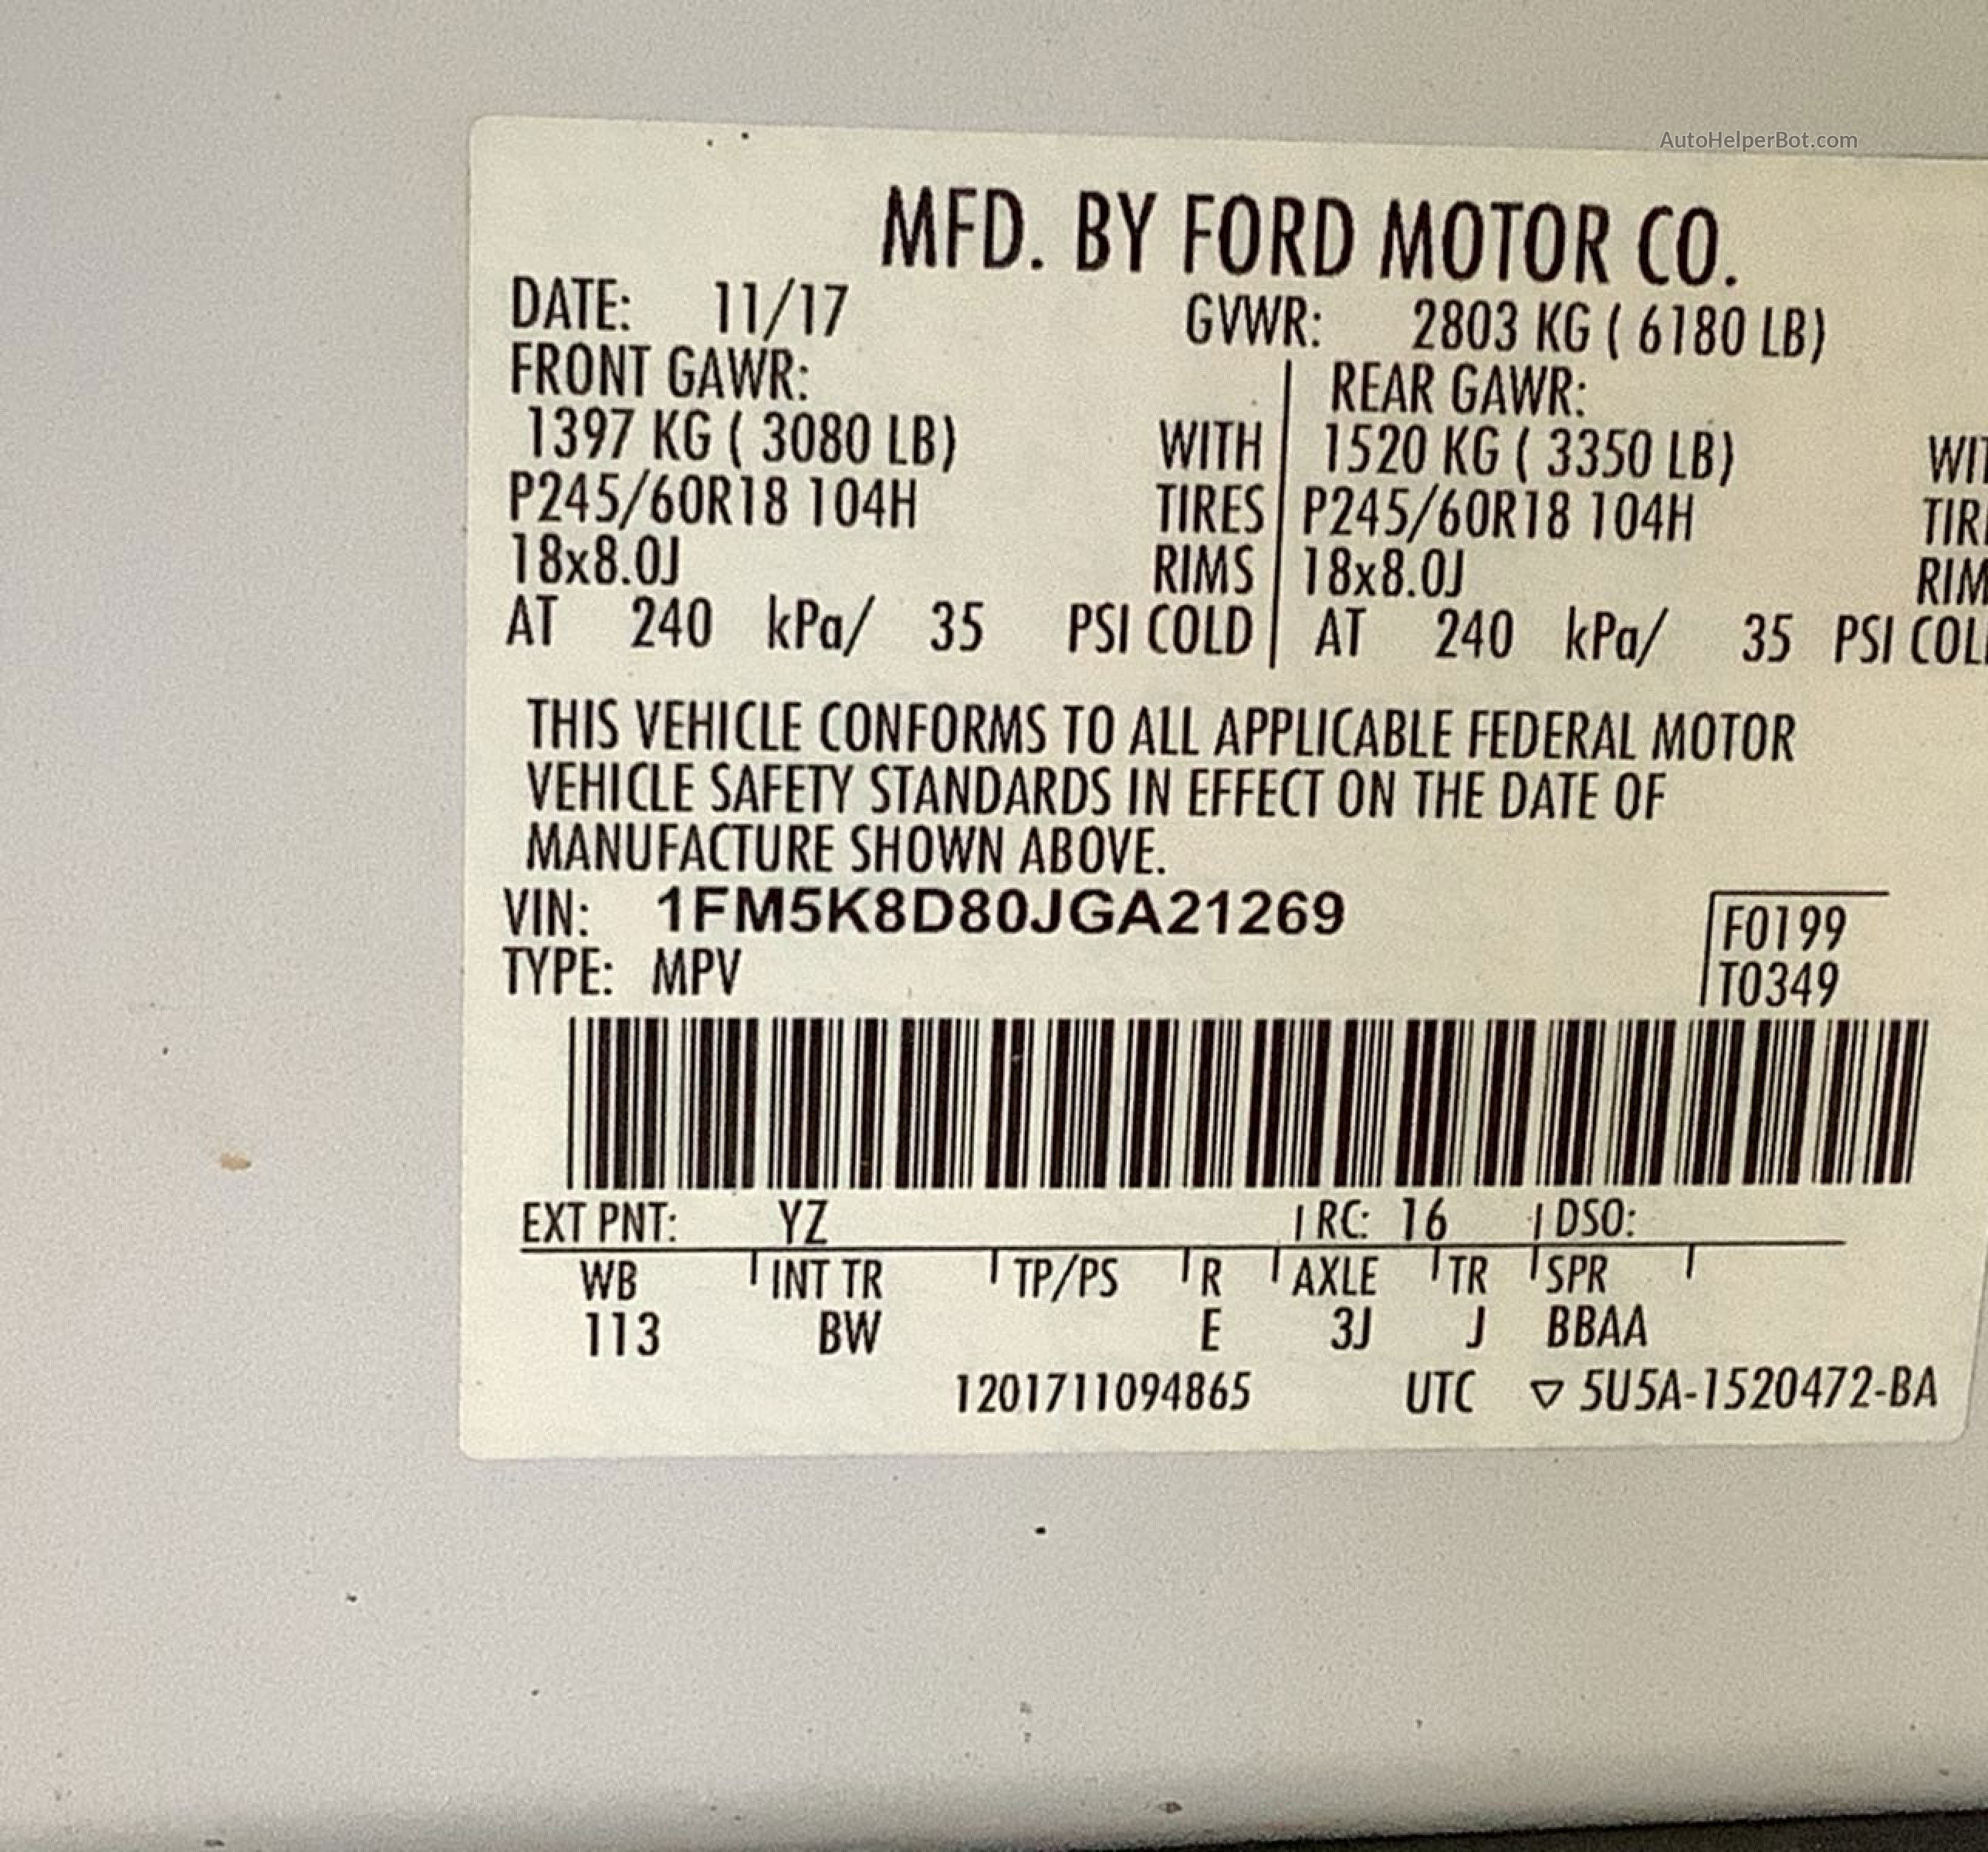 AutoHelperBot.com
MFD. BY FORD MOTOR CO.
DATE: 11/17 GVWR: 2803 KG ( 6180 LB)
FRONT GAWR: REAR GAWR:
1397 KG ( 3080 LB) WITH 1520 KG ( 3350 LB) WIT
P245/60R18 104H TIRES P245/60R18 104H TIR
18x8.0J RIMS 18x8.0J RIM
AT 240 kPa/ 35 PSI COLD AT 240 kPa/ 35 PSI COL
THIS VEHICLE CONFORMS TO ALL APPLICABLE FEDERAL MOTOR
VEHICLE SAFETY STANDARDS IN EFFECT ON THE DATE OF
MANUFACTURE SHOWN ABOVE.
VIN: 1FM5K8D80JGA21269 F0199
TYPE: MPV T0349
EXT PNT: YZ RC: 16 DSO:
WB INT TR TP/PS R AXLE TR SPR
113 BW E 3J J BBAA
1201711094865 UTC ▽ 5U5A-1520472-BA